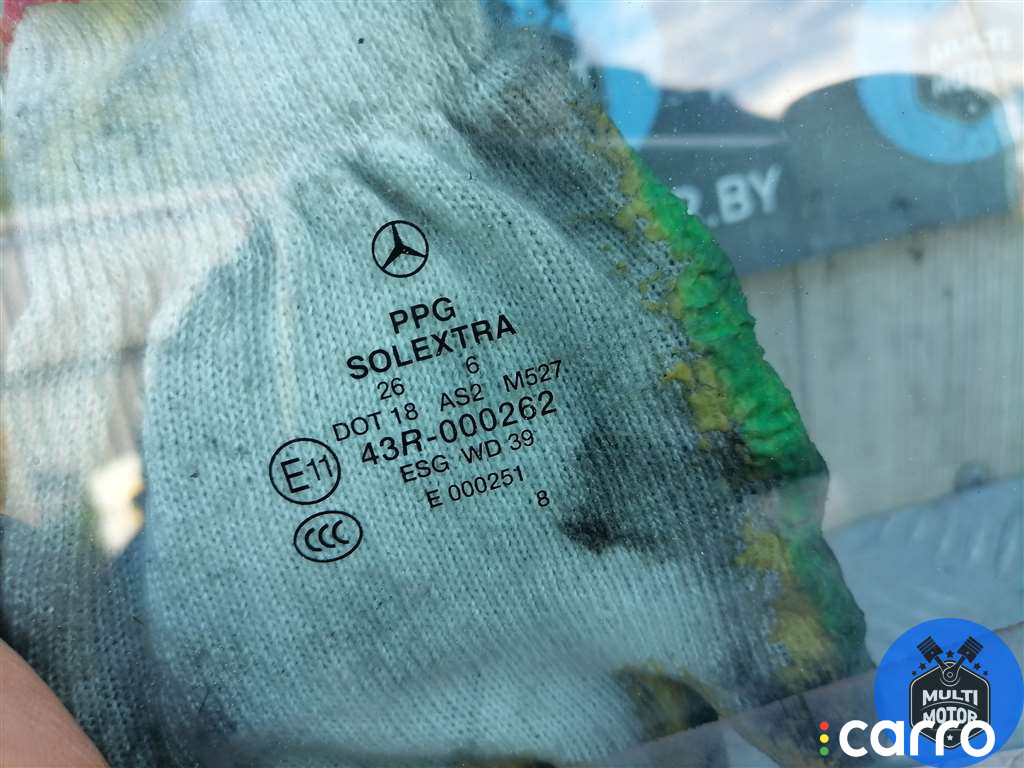 MULTI
R.BY
PPG
SOLEXTRA
26 6
DOT 18 AS2 M527
43R-000262
ESG WD 39
E 000251
8
E11
CCC
MULTI
MOTOR
carro